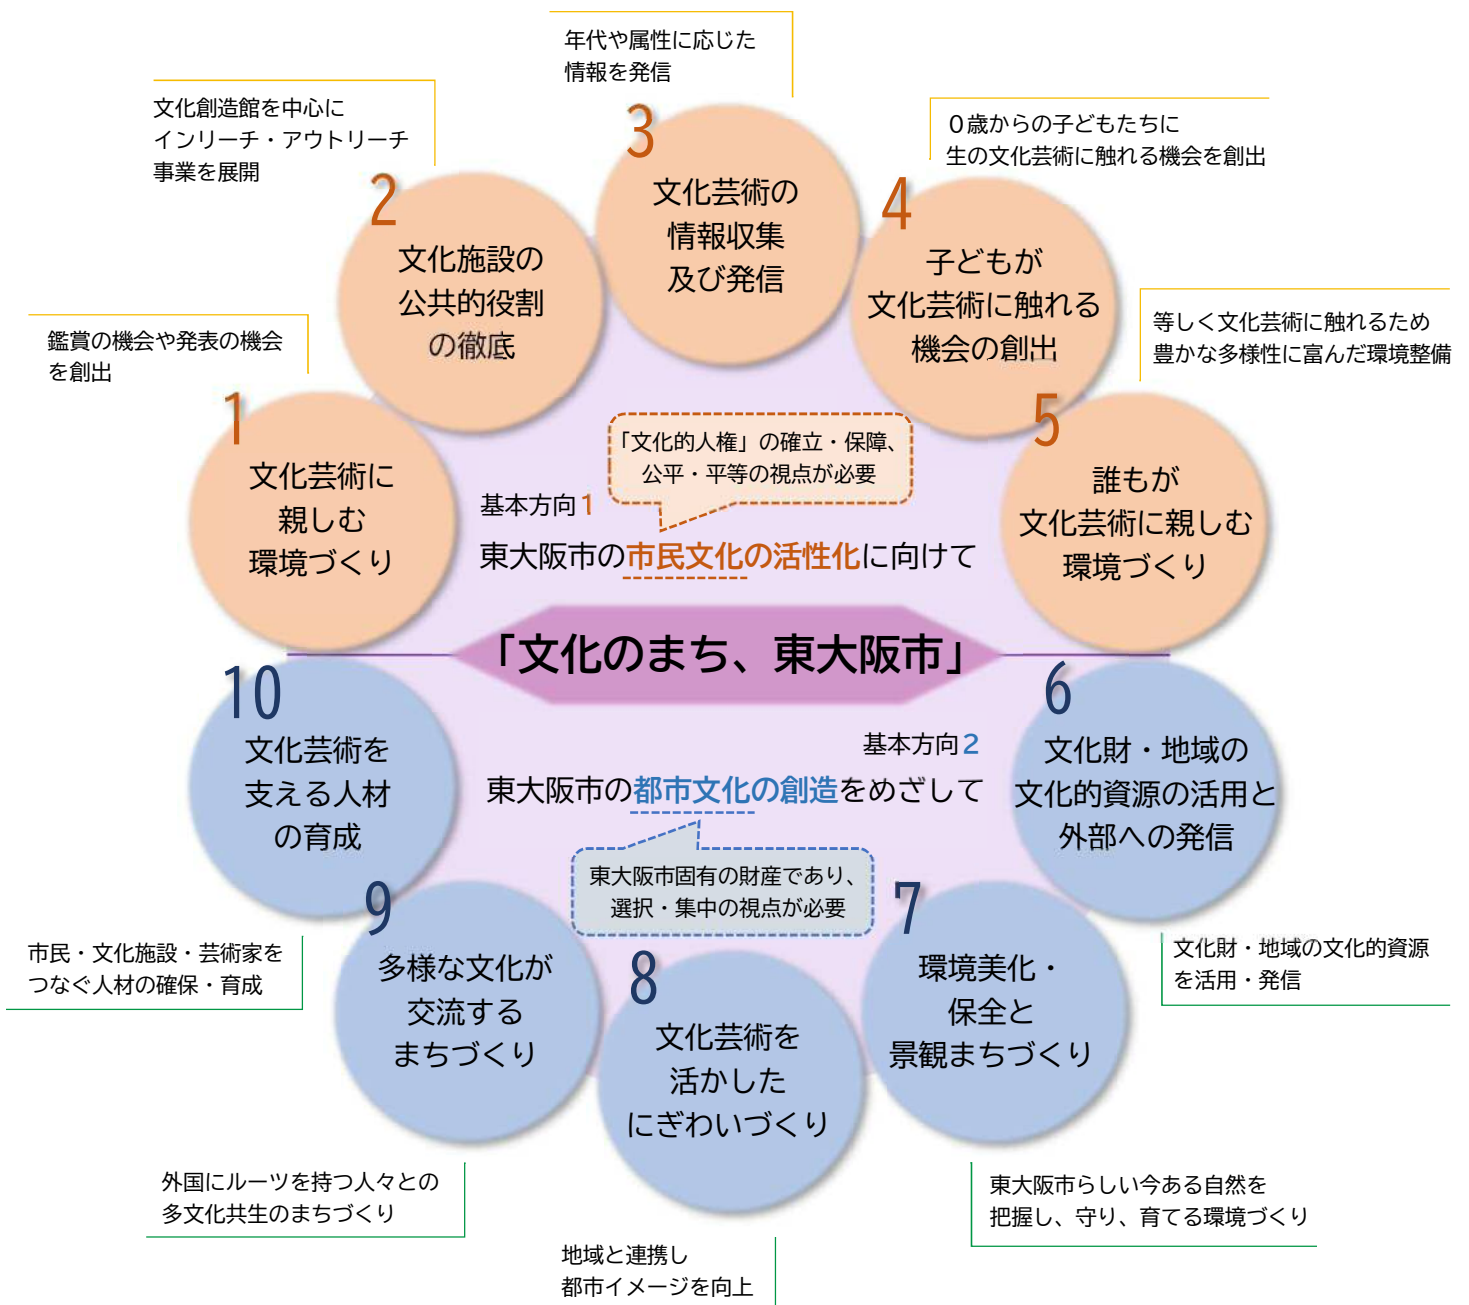 年代や属性に応じた
情報を発信
文化創造館を中心に
インリーチ・アウトリーチ
事業を展開
0歳からの子どもたちに
生の文化芸術に触れる機会を創出
3
文化芸術の
情報収集
及び発信
2
文化施設の
公共的役割
の徹底
4
子どもが
文化芸術に触れる
機会の創出
鑑賞の機会や発表の機会
を創出
等しく文化芸術に触れるため
豊かな多様性に富んだ環境整備
1
文化芸術に
親しむ
環境づくり
5
誰もが
文化芸術に親しむ
環境づくり
「文化的人権」の確立・保障、
公平・平等の視点が必要
基本方向1
東大阪市の市民文化の活性化に向けて
「文化のまち、東大阪市」
10
文化芸術を
支える人材
の育成
6
文化財・地域の
文化的資源の活用と
外部への発信
基本方向2
東大阪市の都市文化の創造をめざして
東大阪市固有の財産であり、
選択・集中の視点が必要
市民・文化施設・芸術家を
つなぐ人材の確保・育成
9
多様な文化が
交流する
まちづくり
8
文化芸術を
活かした
にぎわいづくり
7
環境美化・
保全と
景観まちづくり
文化財・地域の文化的資源
を活用・発信
外国にルーツを持つ人々との
多文化共生のまちづくり
東大阪市らしい今ある自然を
把握し、守り、育てる環境づくり
地域と連携し
都市イメージを向上